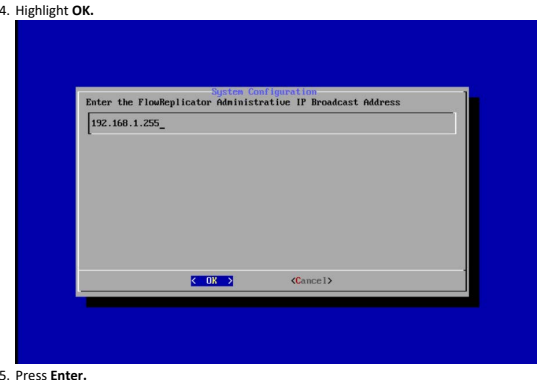 4. Highlight OK.
System Configuration
Enter the FlowReplicator Administrative IP Broadcast Address
192.168.1.255_
< OK > <Cancel>
5. Press Enter.